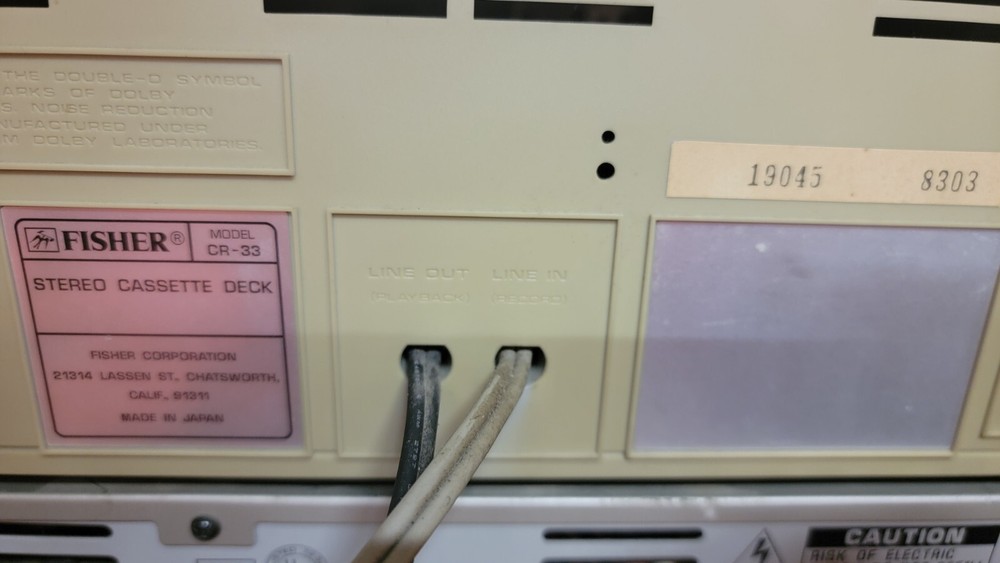 THE DOUBLE-D SYMBOL
ARKS OF DOLBY
S. NOISE REDUCTION
NUFACTURED UNDER
M DOLBY LABORATORIES.
19045 8303
FISHER® MODEL
CR-33
STEREO CASSETTE DECK
FISHER CORPORATION
21314 LASSEN ST., CHATSWORTH,
CALIF., 91311
MADE IN JAPAN
LINE OUT LINE IN
(PLAYBACK) (RECORD)
CAUTION
RISK OF ELECTRIC